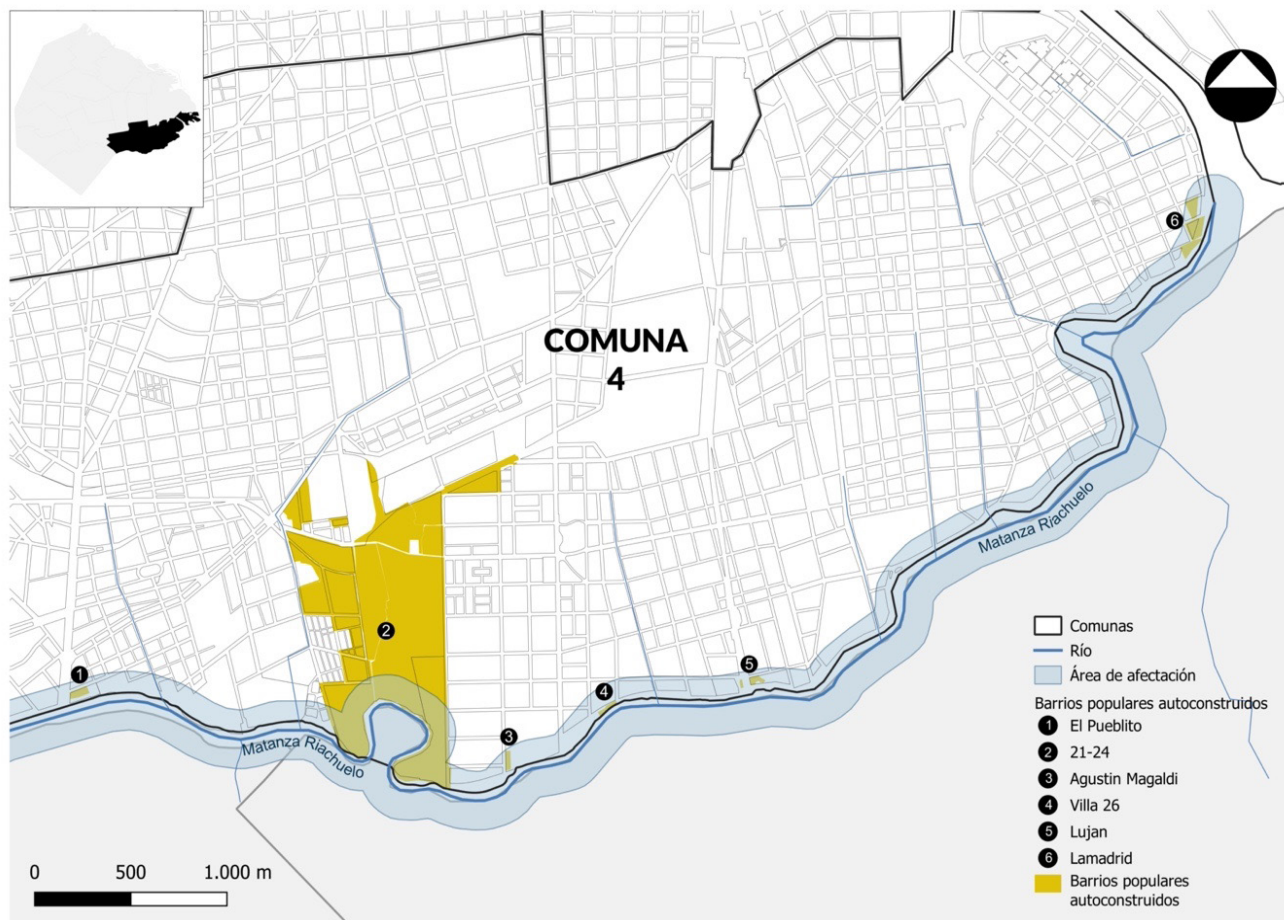 COMUNA
4
6
5
4
3
2
1
Matanza Riachuelo
Matanza Riachuelo
Comunas
Río
Área de afectación
Barrios populares autoconstruidos
1 El Pueblito
2 21-24
3 Agustin Magaldi
4 Villa 26
5 Lujan
6 Lamadrid
Barrios populares
autoconstruidos
0 500 1.000 m